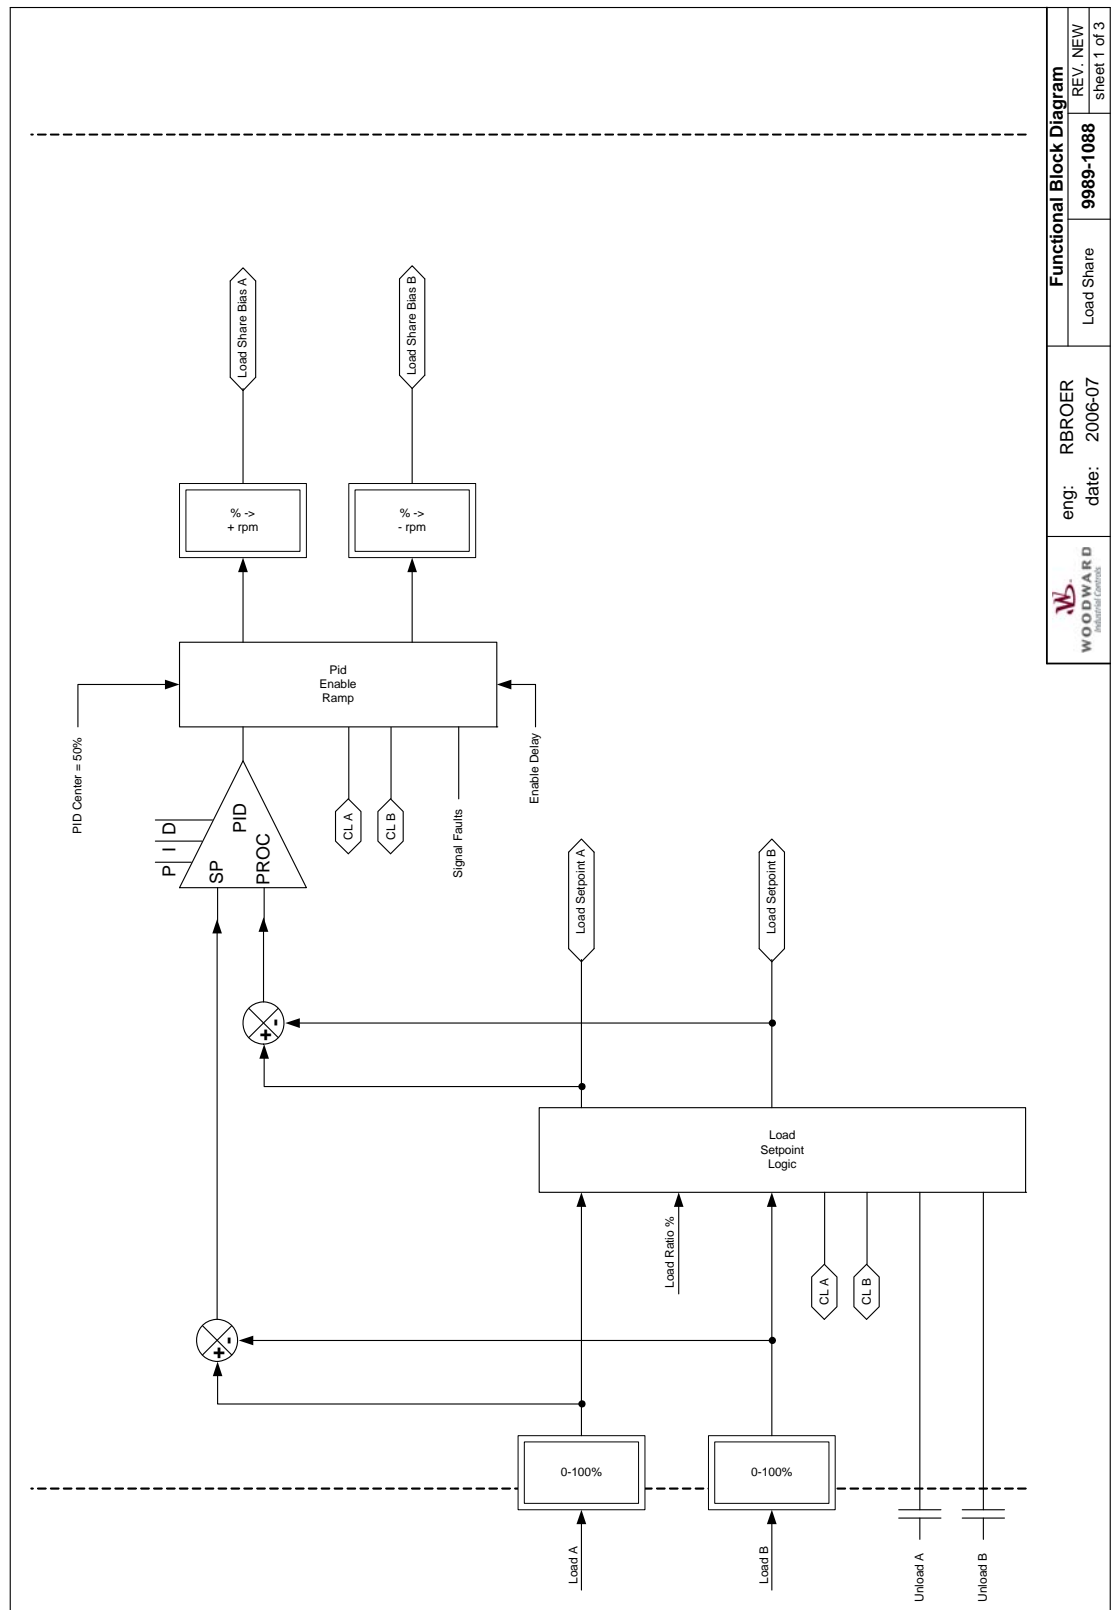 PID Center = 50%
P I D
SP
PID
PROC
Pid
Enable
Ramp
% ->
+ rpm
Load Share Bias A
% ->
- rpm
Load Share Bias B
CL A
CL B
Signal Faults
Enable Delay
+
-
+
-
Load Setpoint A
Load Setpoint B
Load
Setpoint
Logic
Load Ratio %
CL A
CL B
0-100%
0-100%
Load A
Load B
Unload A
Unload B
WOODWARD
Industrial Controls
eng: RBROER
date: 2006-07
Functional Block Diagram
Load Share
9989-1088
REV. NEW
sheet 1 of 3